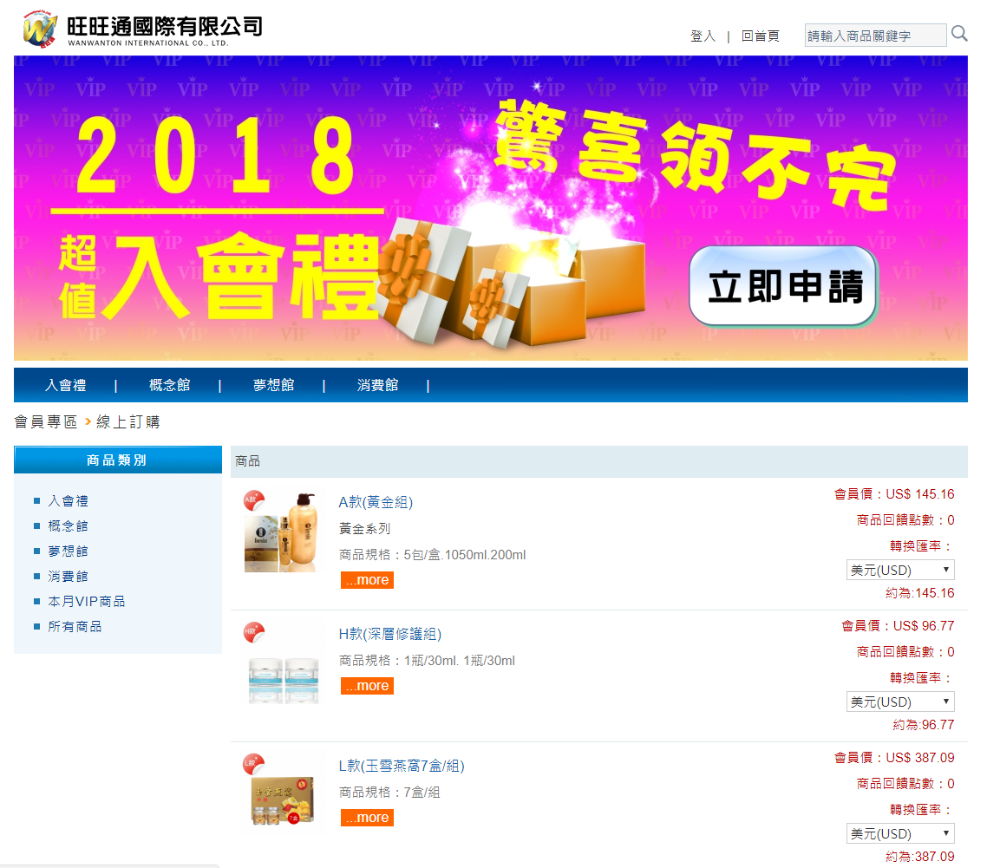 旺旺通國際有限公司
WANWANTON INTERNATIONAL CO., LTD.
登入 | 回首頁
請輸入商品關鍵字
2018
驚喜領不完
超值入會禮
立即申請
入會禮 | 概念館 | 夢想館 | 消費館 |
會員專區 > 線上訂購
商品類別
入會禮
概念館
夢想館
消費館
本月VIP商品
所有商品
商品
A款
A款(黃金組)
黃金系列
商品規格：5包/盒.1050ml.200ml
...more
會員價：US$ 145.16
商品回饋點數：0
轉換匯率：
美元(USD)
約為:145.16
H款
H款(深層修護組)
商品規格：1瓶/30ml. 1瓶/30ml
...more
會員價：US$ 96.77
商品回饋點數：0
轉換匯率：
美元(USD)
約為:96.77
L款
L款(玉雪燕窩7盒/組)
商品規格：7盒/組
...more
會員價：US$ 387.09
商品回饋點數：0
轉換匯率：
美元(USD)
約為:387.09